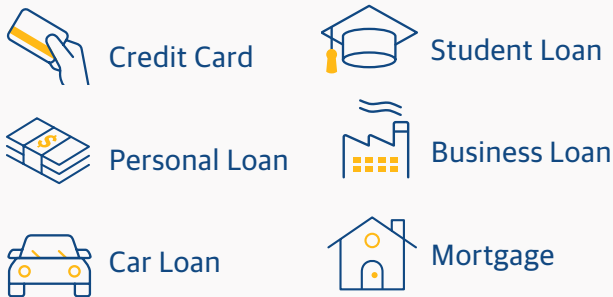 Credit Card
Student Loan
$
Personal Loan
Business Loan
Car Loan
Mortgage